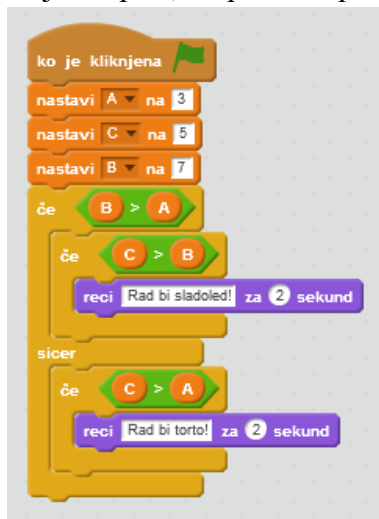 ko je kliknjena
nastavi A na 3
nastavi C na 5
nastavi B na 7
če B > A
če C > B
reci Rad bi sladoled! za 2 sekund
sicer
če C > A
reci Rad bi torto! za 2 sekund